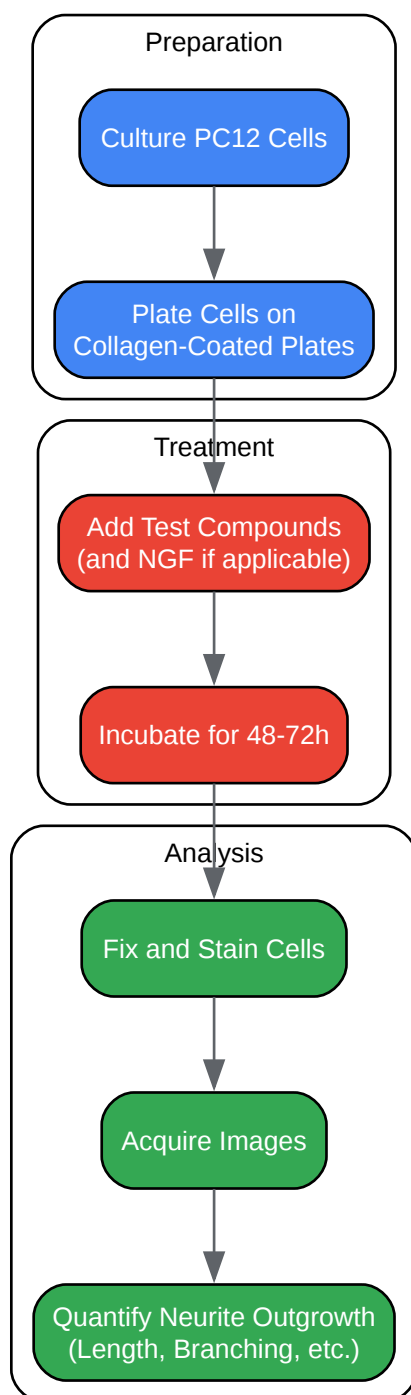 Preparation
Culture PC12 Cells
Plate Cells on
Collagen-Coated Plates
Treatment
Add Test Compounds
(and NGF if applicable)
Incubate for 48-72h
Analysis
Fix and Stain Cells
Acquire Images
Quantify Neurite Outgrowth
(Length, Branching, etc.)